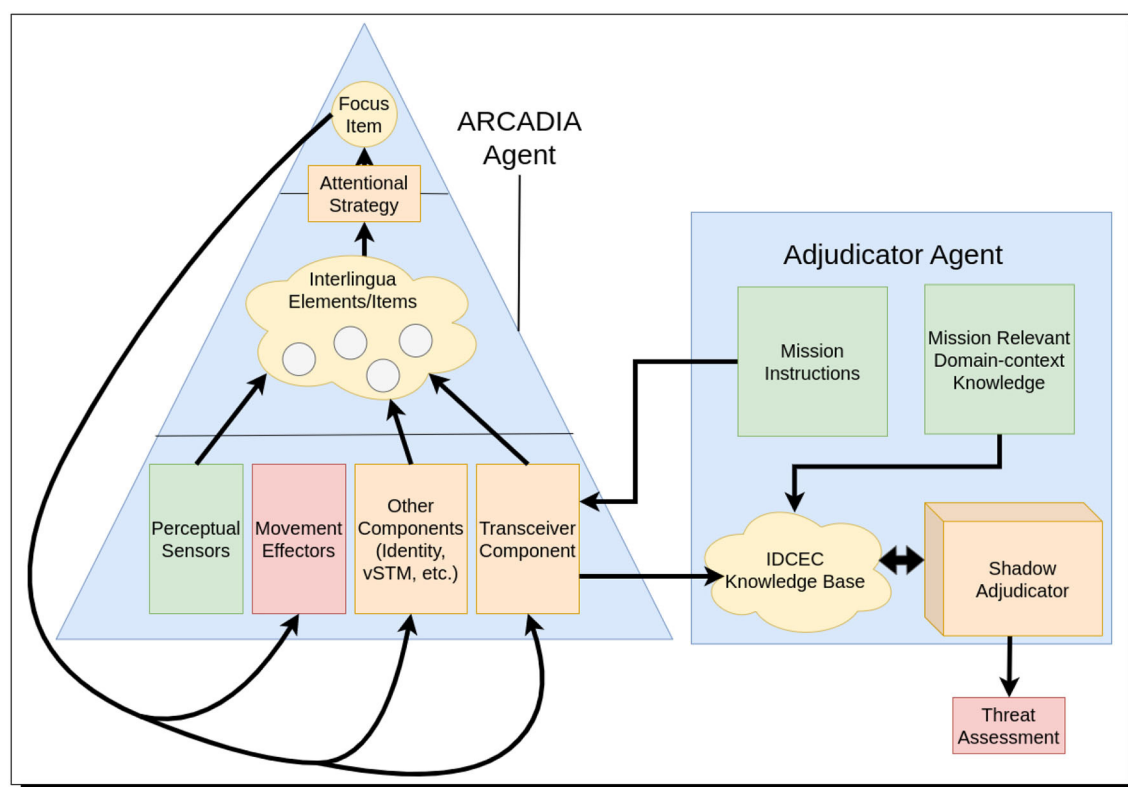 Focus
Item
ARCADIA
Agent
Attentional
Strategy
Interlingua
Elements/Items
Perceptual
Sensors
Movement
Effectors
Other
Components
(Identity,
vSTM, etc.)
Transceiver
Component
Adjudicator Agent
Mission
Instructions
Mission Relevant
Domain-context
Knowledge
IDCEC
Knowledge Base
Shadow
Adjudicator
Threat
Assessment